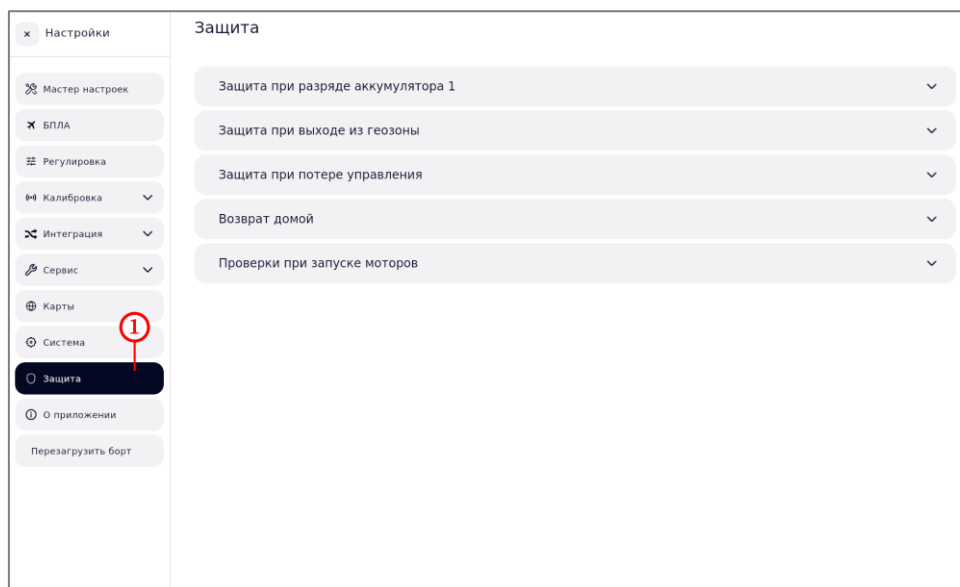 × Настройки
Мастер настроек
БПЛА
Регулировка
Калибровка
Интеграция
Сервис
Карты
1
Система
Защита
О приложении
Перезагрузить борт
Защита
Защита при разряде аккумулятора 1
Защита при выходе из геозоны
Защита при потере управления
Возврат домой
Проверки при запуске моторов